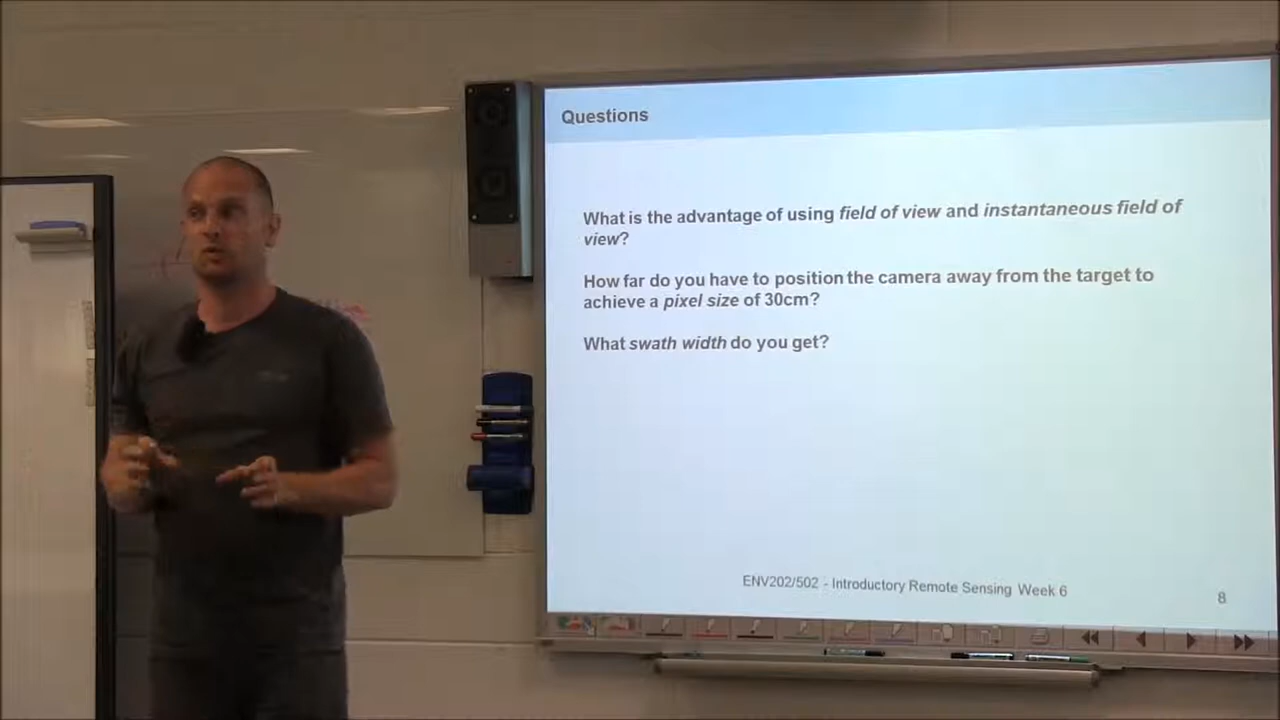 Questions
What is the advantage of using field of view and instantaneous field of
view?
How far do you have to position the camera away from the target to
achieve a pixel size of 30cm?
What swath width do you get?
ENV202/502 - Introductory Remote Sensing Week 6
8